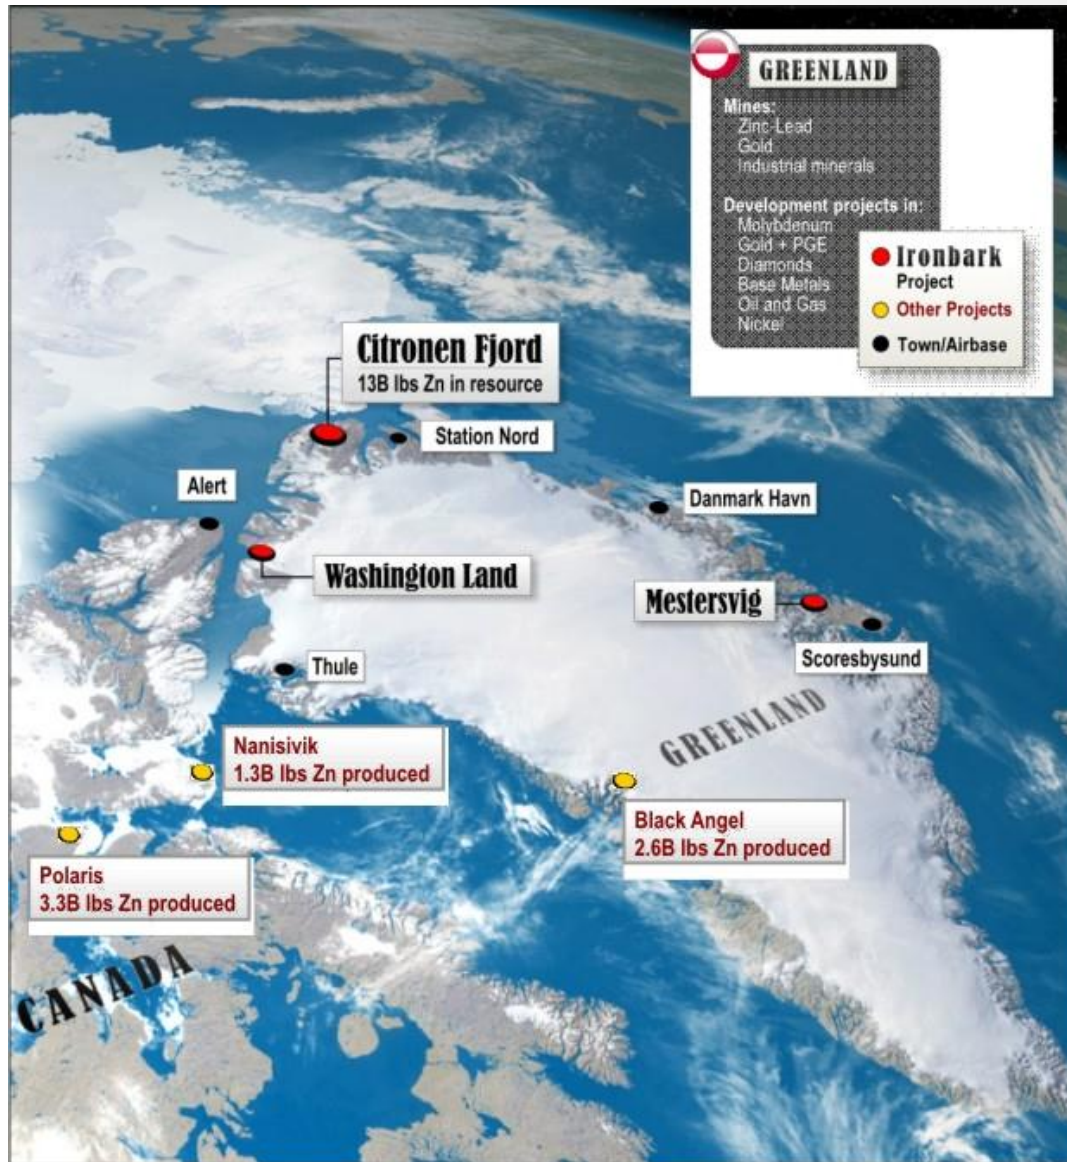 GREENLAND
Mines:
Zinc-Lead
Gold
Industrial minerals
Development projects in:
Molybdenum
Gold + PGE
Diamonds
Base Metals
Oil and Gas
Nickel
Ironbark
Project
Other Projects
Town/Airbase
Citronen Fjord
13B lbs Zn in resource
Station Nord
Alert
Danmark Havn
Washington Land
Mestersvig
Scoresbysund
Thule
GREENLAND
Nanisivik
1.3B lbs Zn produced
Black Angel
2.6B lbs Zn produced
Polaris
3.3B lbs Zn produced
CANADA